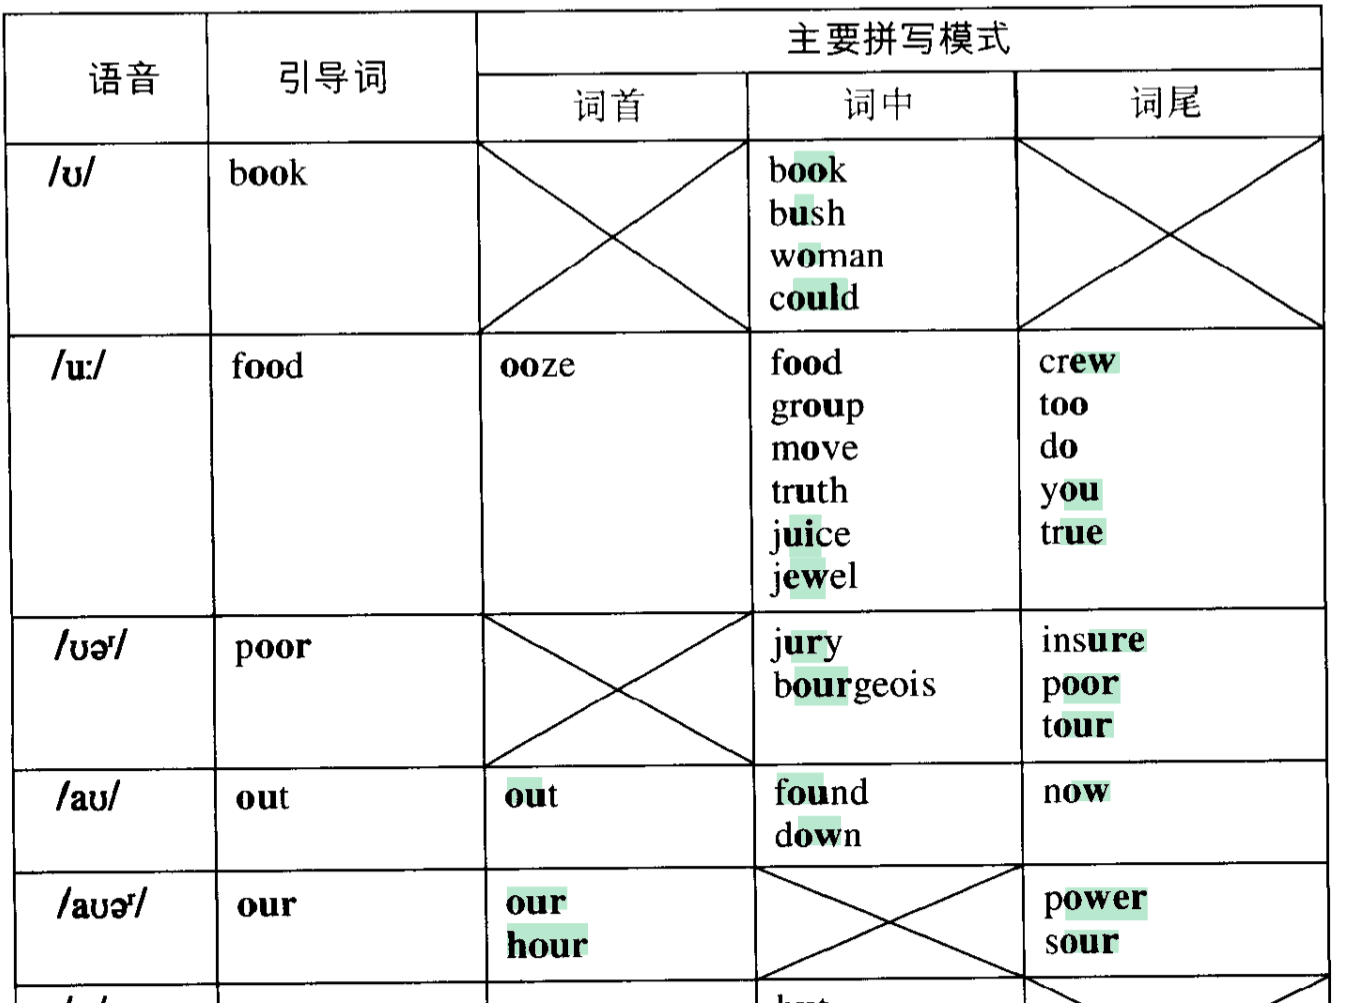 语音 引导词 主要拼写模式
词首 词中 词尾
/ʊ/ book book
bush
woman
could
/uː/ food ooze food crew
group too
move do
truth you
juice true
jewel
/ʊəʳ/ poor jury insure
bourgeois poor
tour
/aʊ/ out out found now
down
/aʊəʳ/ our our power
hour sour